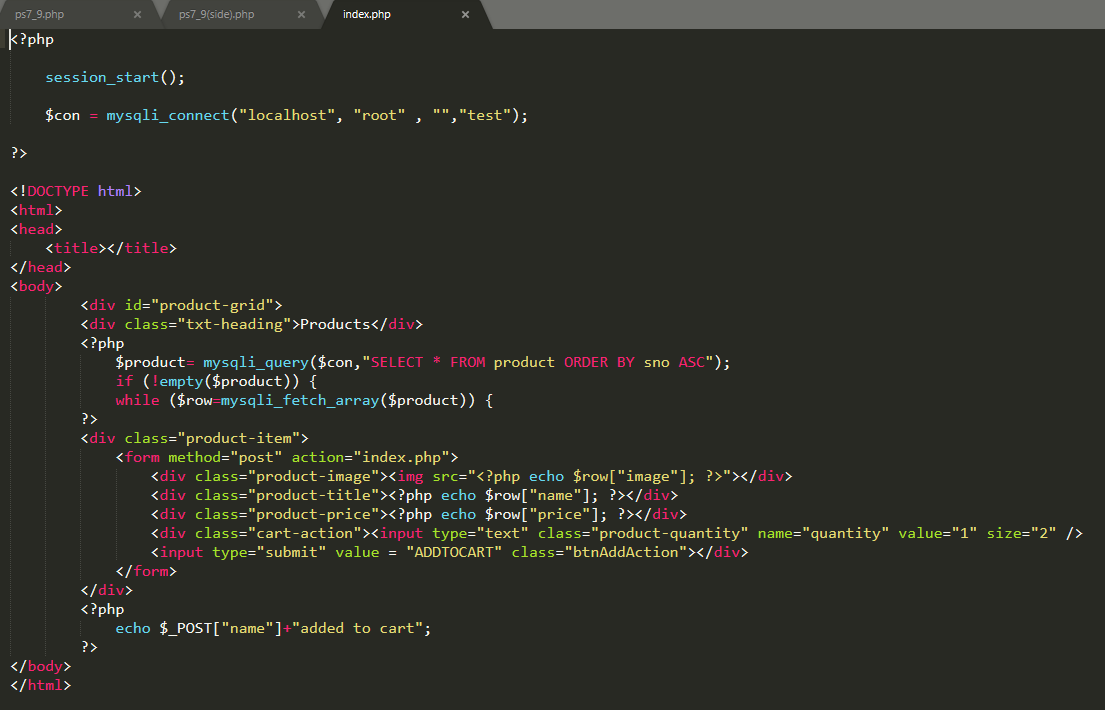 ps7_9.php × ps7_9(side).php × index.php ×
<?php
session_start();
$con = mysqli_connect("localhost", "root" , "","test");
?>
<!DOCTYPE html>
<html>
<head>
<title></title>
</head>
<body>
<div id="product-grid">
<div class="txt-heading">Products</div>
<?php
$product= mysqli_query($con,"SELECT * FROM product ORDER BY sno ASC");
if (!empty($product)) {
while ($row=mysqli_fetch_array($product)) {
?>
<div class="product-item">
<form method="post" action="index.php">
<div class="product-image"><img src="<?php echo $row["image"]; ?>"></div>
<div class="product-title"><?php echo $row["name"]; ?></div>
<div class="product-price"><?php echo $row["price"]; ?></div>
<div class="cart-action"><input type="text" class="product-quantity" name="quantity" value="1" size="2" />
<input type="submit" value = "ADDTOCART" class="btnAddAction"></div>
</form>
</div>
<?php
echo $_POST["name"]+"added to cart";
?>
</body>
</html>